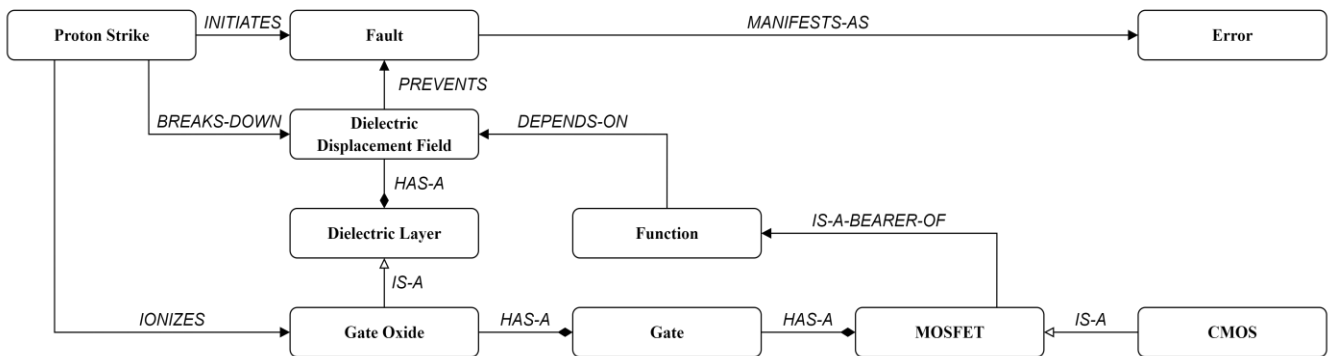 Proton Strike
INITIATES
Fault
MANIFESTS-AS
Error
PREVENTS
BREAKS-DOWN
Dielectric
Displacement Field
DEPENDS-ON
HAS-A
Dielectric Layer
Function
IS-A-BEARER-OF
IS-A
IONIZES
Gate Oxide
HAS-A
Gate
HAS-A
MOSFET
IS-A
CMOS